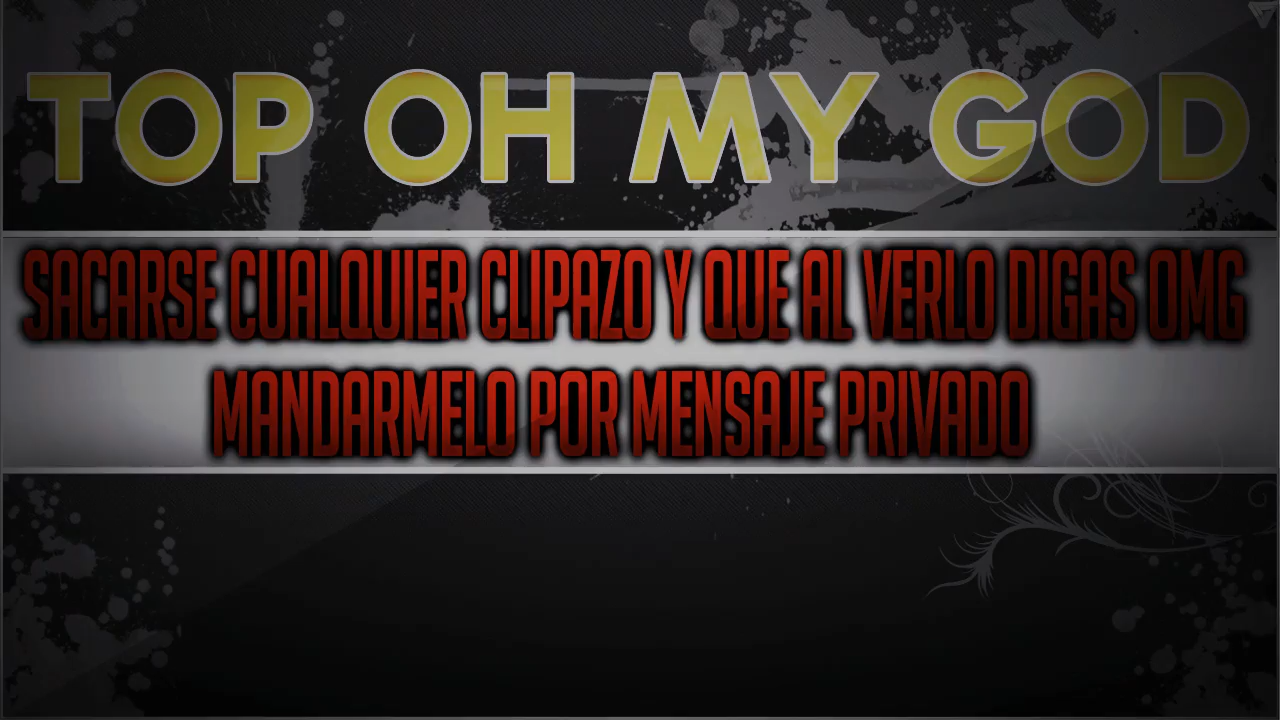 TOP OH MY GOD
SACARSE CUALQUIER CLIPAZO Y QUE AL VERLO DIGAS OMG
MANDARMELO POR MENSAJE PRIVADO